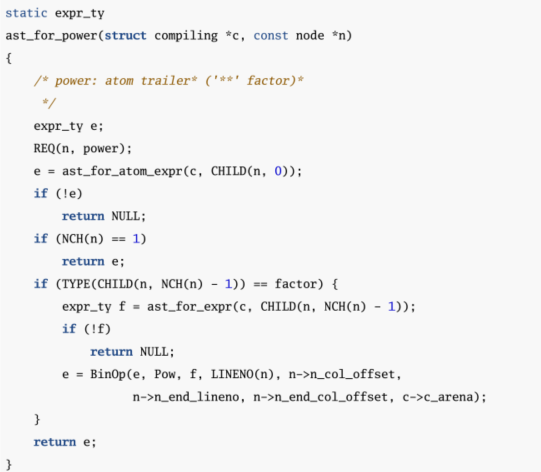 static expr_ty
ast_for_power(struct compiling *c, const node *n)
{
    /* power: atom trailer* ('**' factor)*
     */
    expr_ty e;
    REQ(n, power);
    e = ast_for_atom_expr(c, CHILD(n, 0));
    if (!e)
        return NULL;
    if (NCH(n) == 1)
        return e;
    if (TYPE(CHILD(n, NCH(n) - 1)) == factor) {
        expr_ty f = ast_for_expr(c, CHILD(n, NCH(n) - 1));
        if (!f)
            return NULL;
        e = BinOp(e, Pow, f, LINENO(n), n->n_col_offset,
                  n->n_end_lineno, n->n_end_col_offset, c->c_arena);
    }
    return e;
}